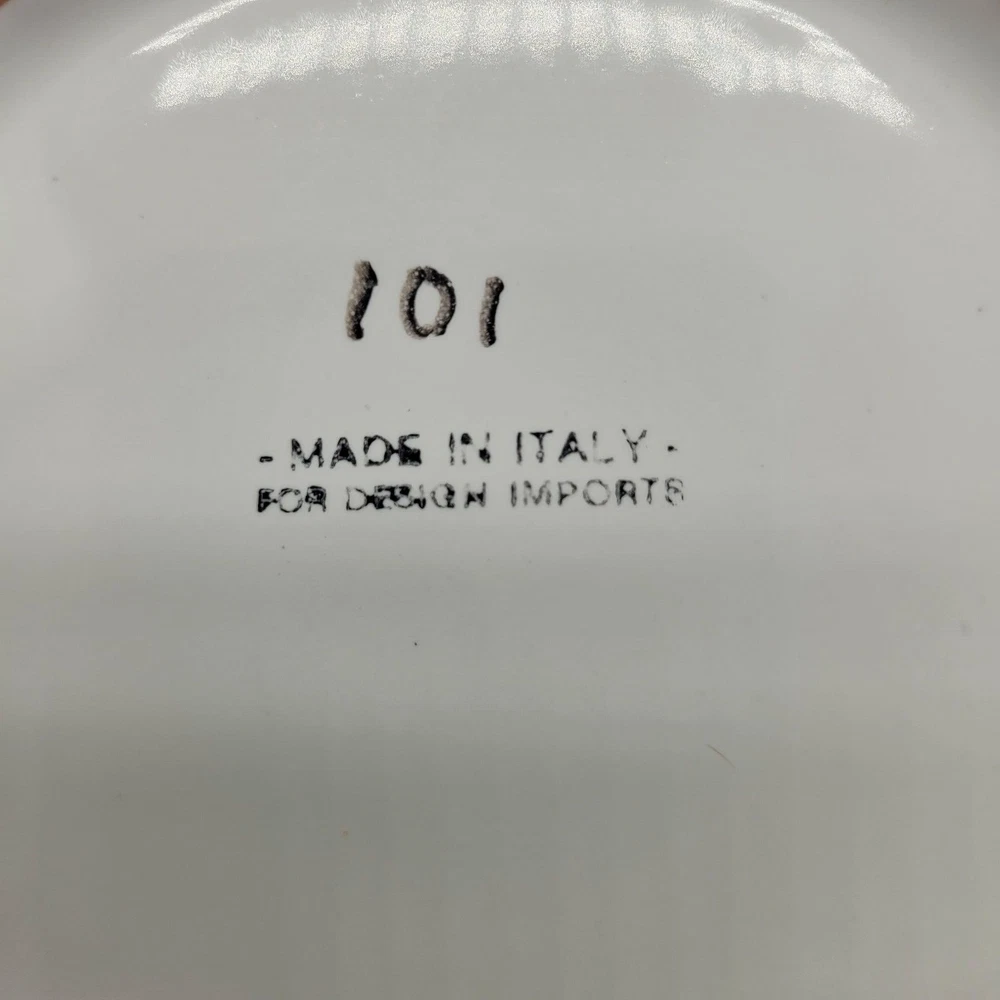 101
- MADE IN ITALY -
FOR DESIGN IMPORTS